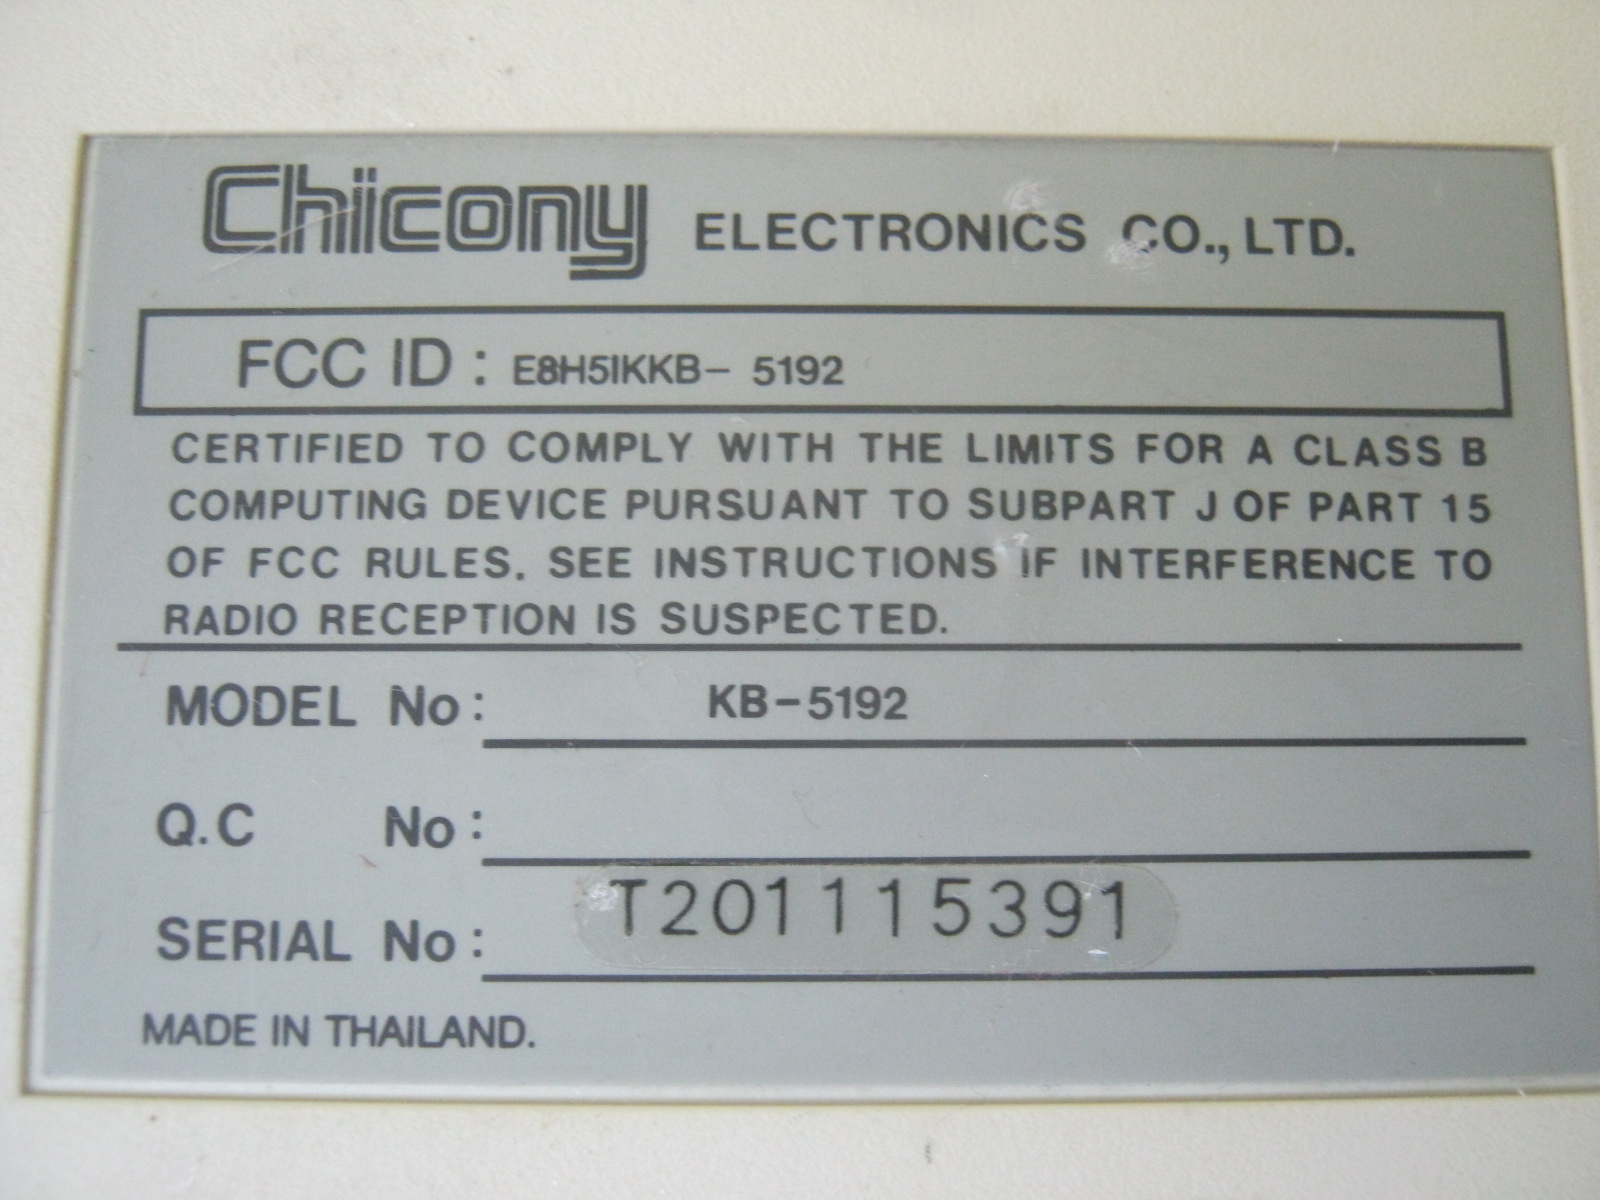 Chicony ELECTRONICS CO., LTD.
FCC ID : E8H5IKKB- 5192
CERTIFIED TO COMPLY WITH THE LIMITS FOR A CLASS B
COMPUTING DEVICE PURSUANT TO SUBPART J OF PART 15
OF FCC RULES. SEE INSTRUCTIONS IF INTERFERENCE TO
RADIO RECEPTION IS SUSPECTED.
MODEL No: KB-5192
Q.C No:
SERIAL No: T201115391
MADE IN THAILAND.